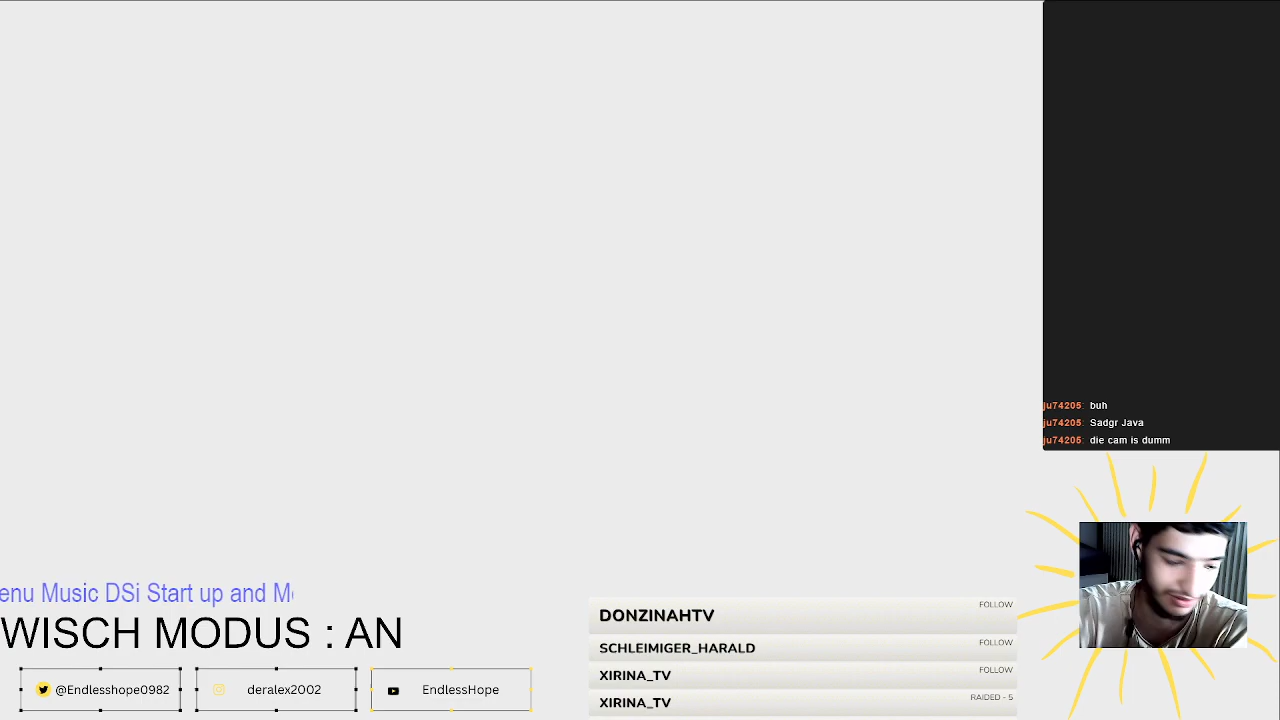 ju74205: buh
ju74205: Sadgr Java
ju74205: die cam is dumm
enu Music DSi Start up and M
WISCH MODUS : AN
@Endlesshope0982
deralex2002
EndlessHope
DONZINAHTV FOLLOW
SCHLEIMIGER_HARALD FOLLOW
XIRINA_TV FOLLOW
XIRINA_TV RAIDED - 5